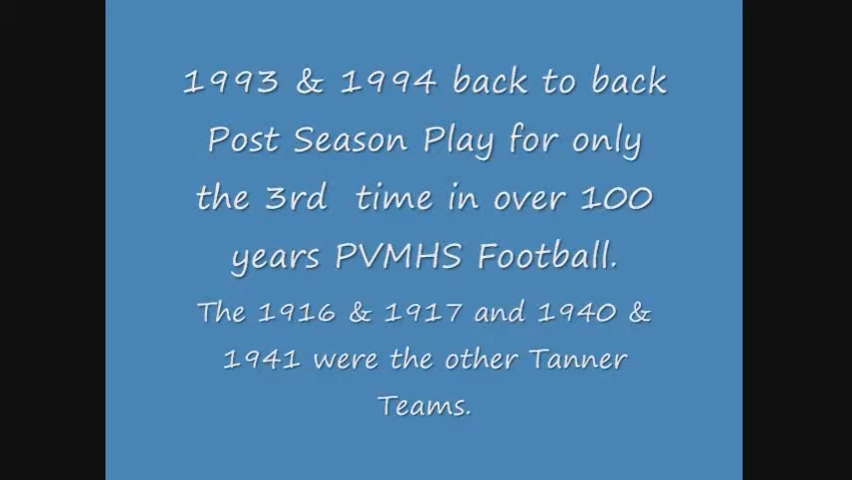 1993 & 1994 back to back
Post Season Play for only
the 3rd time in over 100
years PVMHS Football.
The 1916 & 1917 and 1940 &
1941 were the other Tanner
Teams.